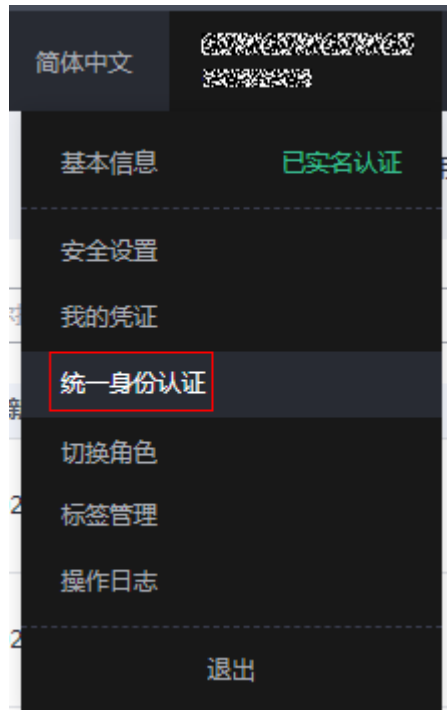 简体中文
基本信息 已实名认证
安全设置
我的凭证
统一身份认证
切换角色
标签管理
操作日志
退出